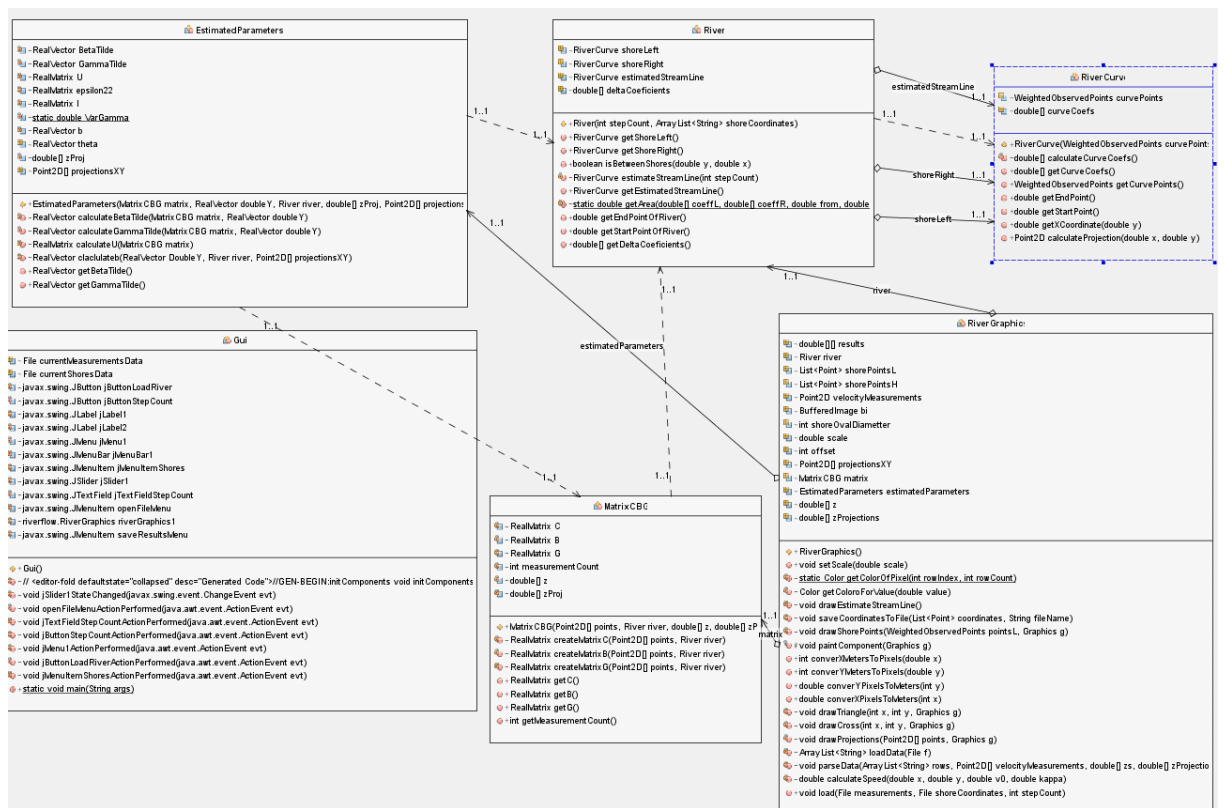 EstimatedParameters
-RealVector BetaTilde
-RealVector GammaTilde
-RealMatrix U
-RealMatrix epsilon22
-RealMatrix I
-static double VarGamma
-RealVector b
-RealVector theta
-double[] zProj
-Point2D[] projectionsXY
+EstimatedParameters(MatrixCBG matrix, RealVector doubleY, River river, double[] zProj, Point2D[] projections
-RealVector calculateBetaTilde(MatrixCBG matrix, RealVector doubleY)
-RealVector calculateGammaTilde(MatrixCBG matrix, RealVector doubleY)
-RealMatrix calculateU(MatrixCBG matrix)
-RealVector claclulateb(RealVector DoubleY, River river, Point2D[] projectionsXY)
+RealVector getBetaTilde()
+RealVector getGammaTilde()
River
-RiverCurve shoreLeft
-RiverCurve shoreRight
-RiverCurve estimatedStreamLine
-double[] deltaCoeficients
+River(int stepCount, ArrayList<String> shoreCoordinates)
+RiverCurve getShoreLeft()
+RiverCurve getShoreRight()
+boolean isBetweenShores(double y, double x)
-RiverCurve estimateStreamLine(int stepCount)
+RiverCurve getEstimatedStreamLine()
-static double getArea(double[] coeffL, double[] coeffR, double from, double
+double getEndPointOfRiver()
+double getStartPointOfRiver()
+double[] getDeltaCoeficients()
RiverCurve
-WeightedObservedPoints curvePoints
-double[] curveCoefs
+RiverCurve(WeightedObservedPoints curvePoint
-double[] calculateCurveCoefs()
+double[] getCurveCoefs()
+WeightedObservedPoints getCurvePoints()
+double getEndPoint()
+double getStartPoint()
+double getXCoordinate(double y)
+Point2D calculateProjection(double x, double y)
estimatedStreamLine
1..1
1..1
1..1
shoreRight
1..1
shoreLeft
1..1
1..1
1..1
1..1
river
1..1
1..1
1..1
1..1
estimatedParameters
1..1
1..1
matrix
Gui
-File currentMeasurementsData
-File currentShoresData
-javax.swing.JButton jButtonLoadRiver
-javax.swing.JButton jButtonStepCount
-javax.swing.JLabel jLabel1
-javax.swing.JLabel jLabel2
-javax.swing.JMenu jMenu1
-javax.swing.JMenuBar jMenuBar1
-javax.swing.JMenuItem jMenuItemShores
-javax.swing.JSlider jSlider1
-javax.swing.JTextField jTextFieldStepCount
-javax.swing.JMenuItem openFileMenu
-riverflow.RiverGraphics riverGraphics1
-javax.swing.JMenuItem saveResultsMenu
+Gui()
-// <editor-fold defaultstate="collapsed" desc="Generated Code">//GEN-BEGIN:initComponents void initComponents
-void jSlider1StateChanged(javax.swing.event.ChangeEvent evt)
-void openFileMenuActionPerformed(java.awt.event.ActionEvent evt)
-void jTextFieldStepCountActionPerformed(java.awt.event.ActionEvent evt)
-void jButtonStepCountActionPerformed(java.awt.event.ActionEvent evt)
-void jMenu1ActionPerformed(java.awt.event.ActionEvent evt)
-void jButtonLoadRiverActionPerformed(java.awt.event.ActionEvent evt)
-void jMenuItemShoresActionPerformed(java.awt.event.ActionEvent evt)
+static void main(String args)
MatrixCBG
-RealMatrix C
-RealMatrix B
-RealMatrix G
-int measurementCount
-double[] z
-double[] zProj
+MatrixCBG(Point2D[] points, River river, double[] z, double[] zP
-RealMatrix createMatrixC(Point2D[] points, River river)
-RealMatrix createMatrixB(Point2D[] points, River river)
-RealMatrix createMatrixG(Point2D[] points, River river)
+RealMatrix getC()
+RealMatrix getB()
+RealMatrix getG()
+int getMeasurementCount()
RiverGraphics
-double[][] results
-River river
-List<Point> shorePointsL
-List<Point> shorePointsH
-Point2D velocityMeasurements
-BufferedImage bi
-int shoreOvalDiametter
-double scale
-int offset
-Point2D[] projectionsXY
-MatrixCBG matrix
-EstimatedParameters estimatedParameters
-double[] z
-double[] zProjections
+RiverGraphics()
+void setScale(double scale)
-static Color getColorOfPixel(int rowIndex, int rowCount)
-Color getColoroForValue(double value)
-void drawEstimateStreamLine()
-void saveCoordinatesToFile(List<Point> coordinates, String fileName)
-void drawShorePoints(WeightedObservedPoints pointsL, Graphics g)
#void paintComponent(Graphics g)
+int converXMetersToPixels(double x)
+int converYMetersToPixels(double y)
+double converYPixelsToMeters(int y)
+double converXPixelsToMeters(int x)
-void drawTriangle(int x, int y, Graphics g)
-void drawCross(int x, int y, Graphics g)
-void drawProjections(Point2D[] points, Graphics g)
-ArrayList<String> loadData(File f)
-void parseData(ArrayList<String> rows, Point2D[] velocityMeasurements, double[] zs, double[] zProjectio
-double calculateSpeed(double x, double y, double v0, double kappa)
+void load(File measurements, File shoreCoordinates, int stepCount)